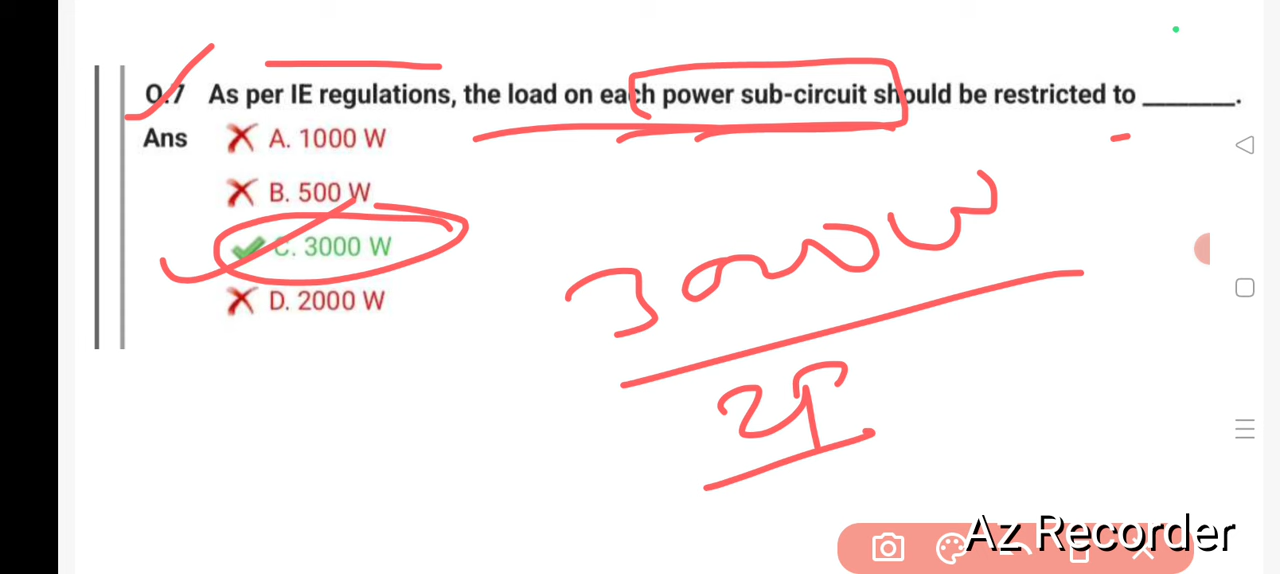 Q.7 As per IE regulations, the load on each power sub-circuit should be restricted to ________.
Ans A. 1000 W
B. 500 W
C. 3000 W
D. 2000 W
3000W
Az Recorder